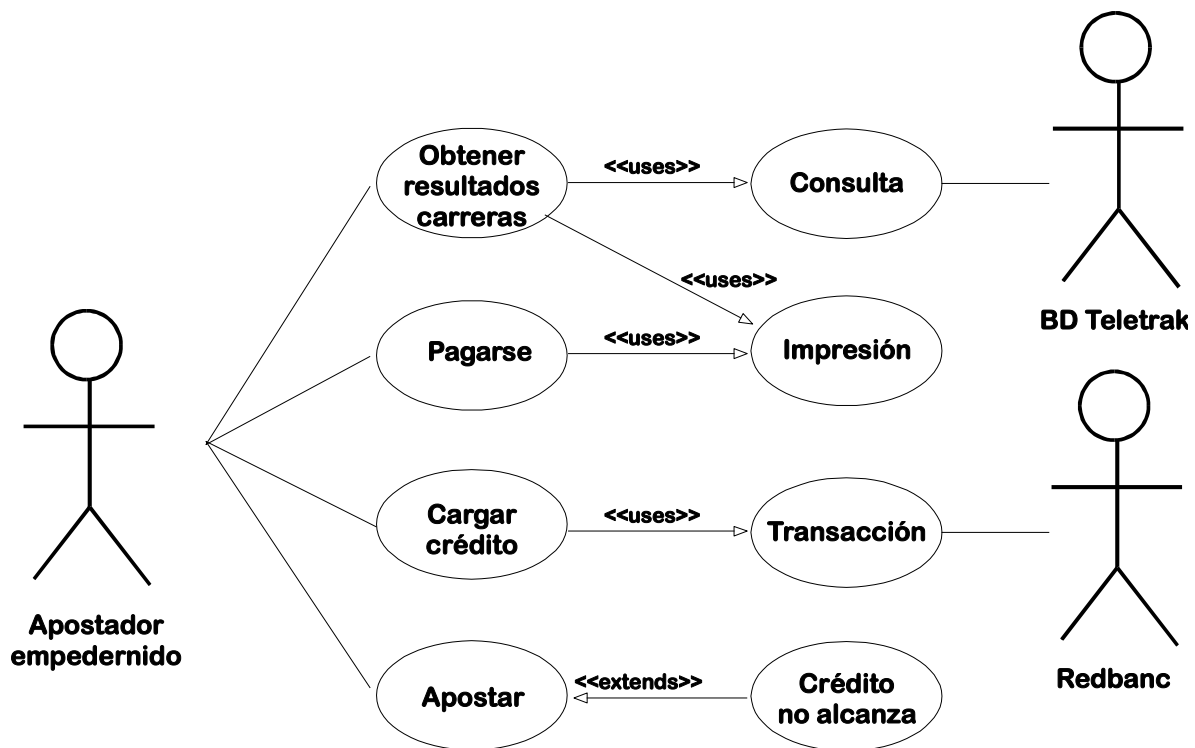 Obtener
resultados
carreras
<<uses>>
Consulta
<<uses>>
BD Teletrak
Pagarse
<<uses>>
Impresión
Cargar
crédito
<<uses>>
Transacción
Apostador
empedernido
Apostar
<<extends>>
Crédito
no alcanza
Redbanc